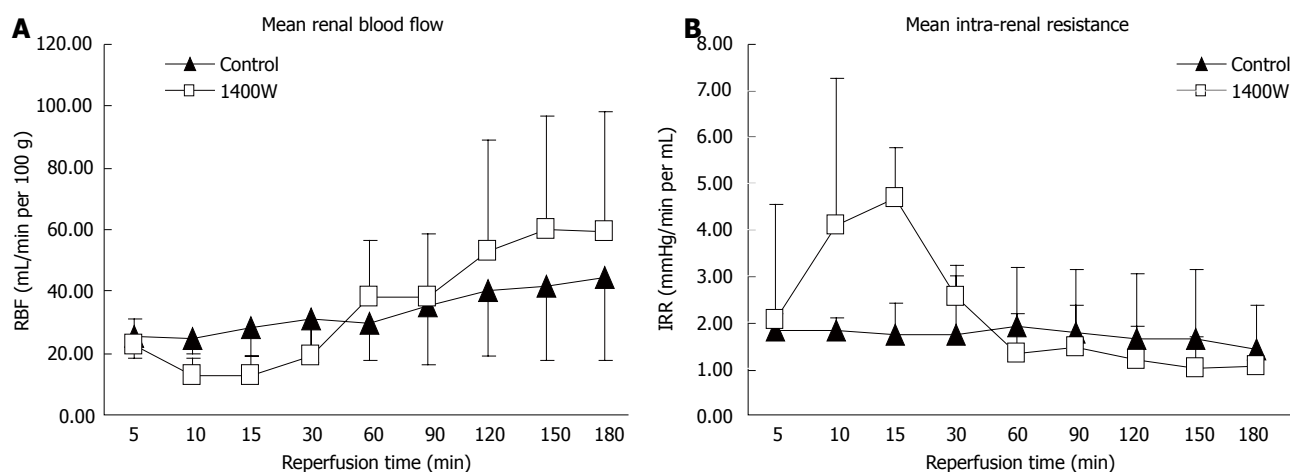 A
Mean renal blood flow
120.00
100.00
80.00
60.00
40.00
20.00
0.00
RBF (mL/min per 100 g)
Control
1400W
5 10 15 30 60 90 120 150 180
Reperfusion time (min)
B
Mean intra-renal resistance
8.00
7.00
6.00
5.00
4.00
3.00
2.00
1.00
0.00
IRR (mmHg/min per mL)
Control
1400W
5 10 15 30 60 90 120 150 180
Reperfusion time (min)